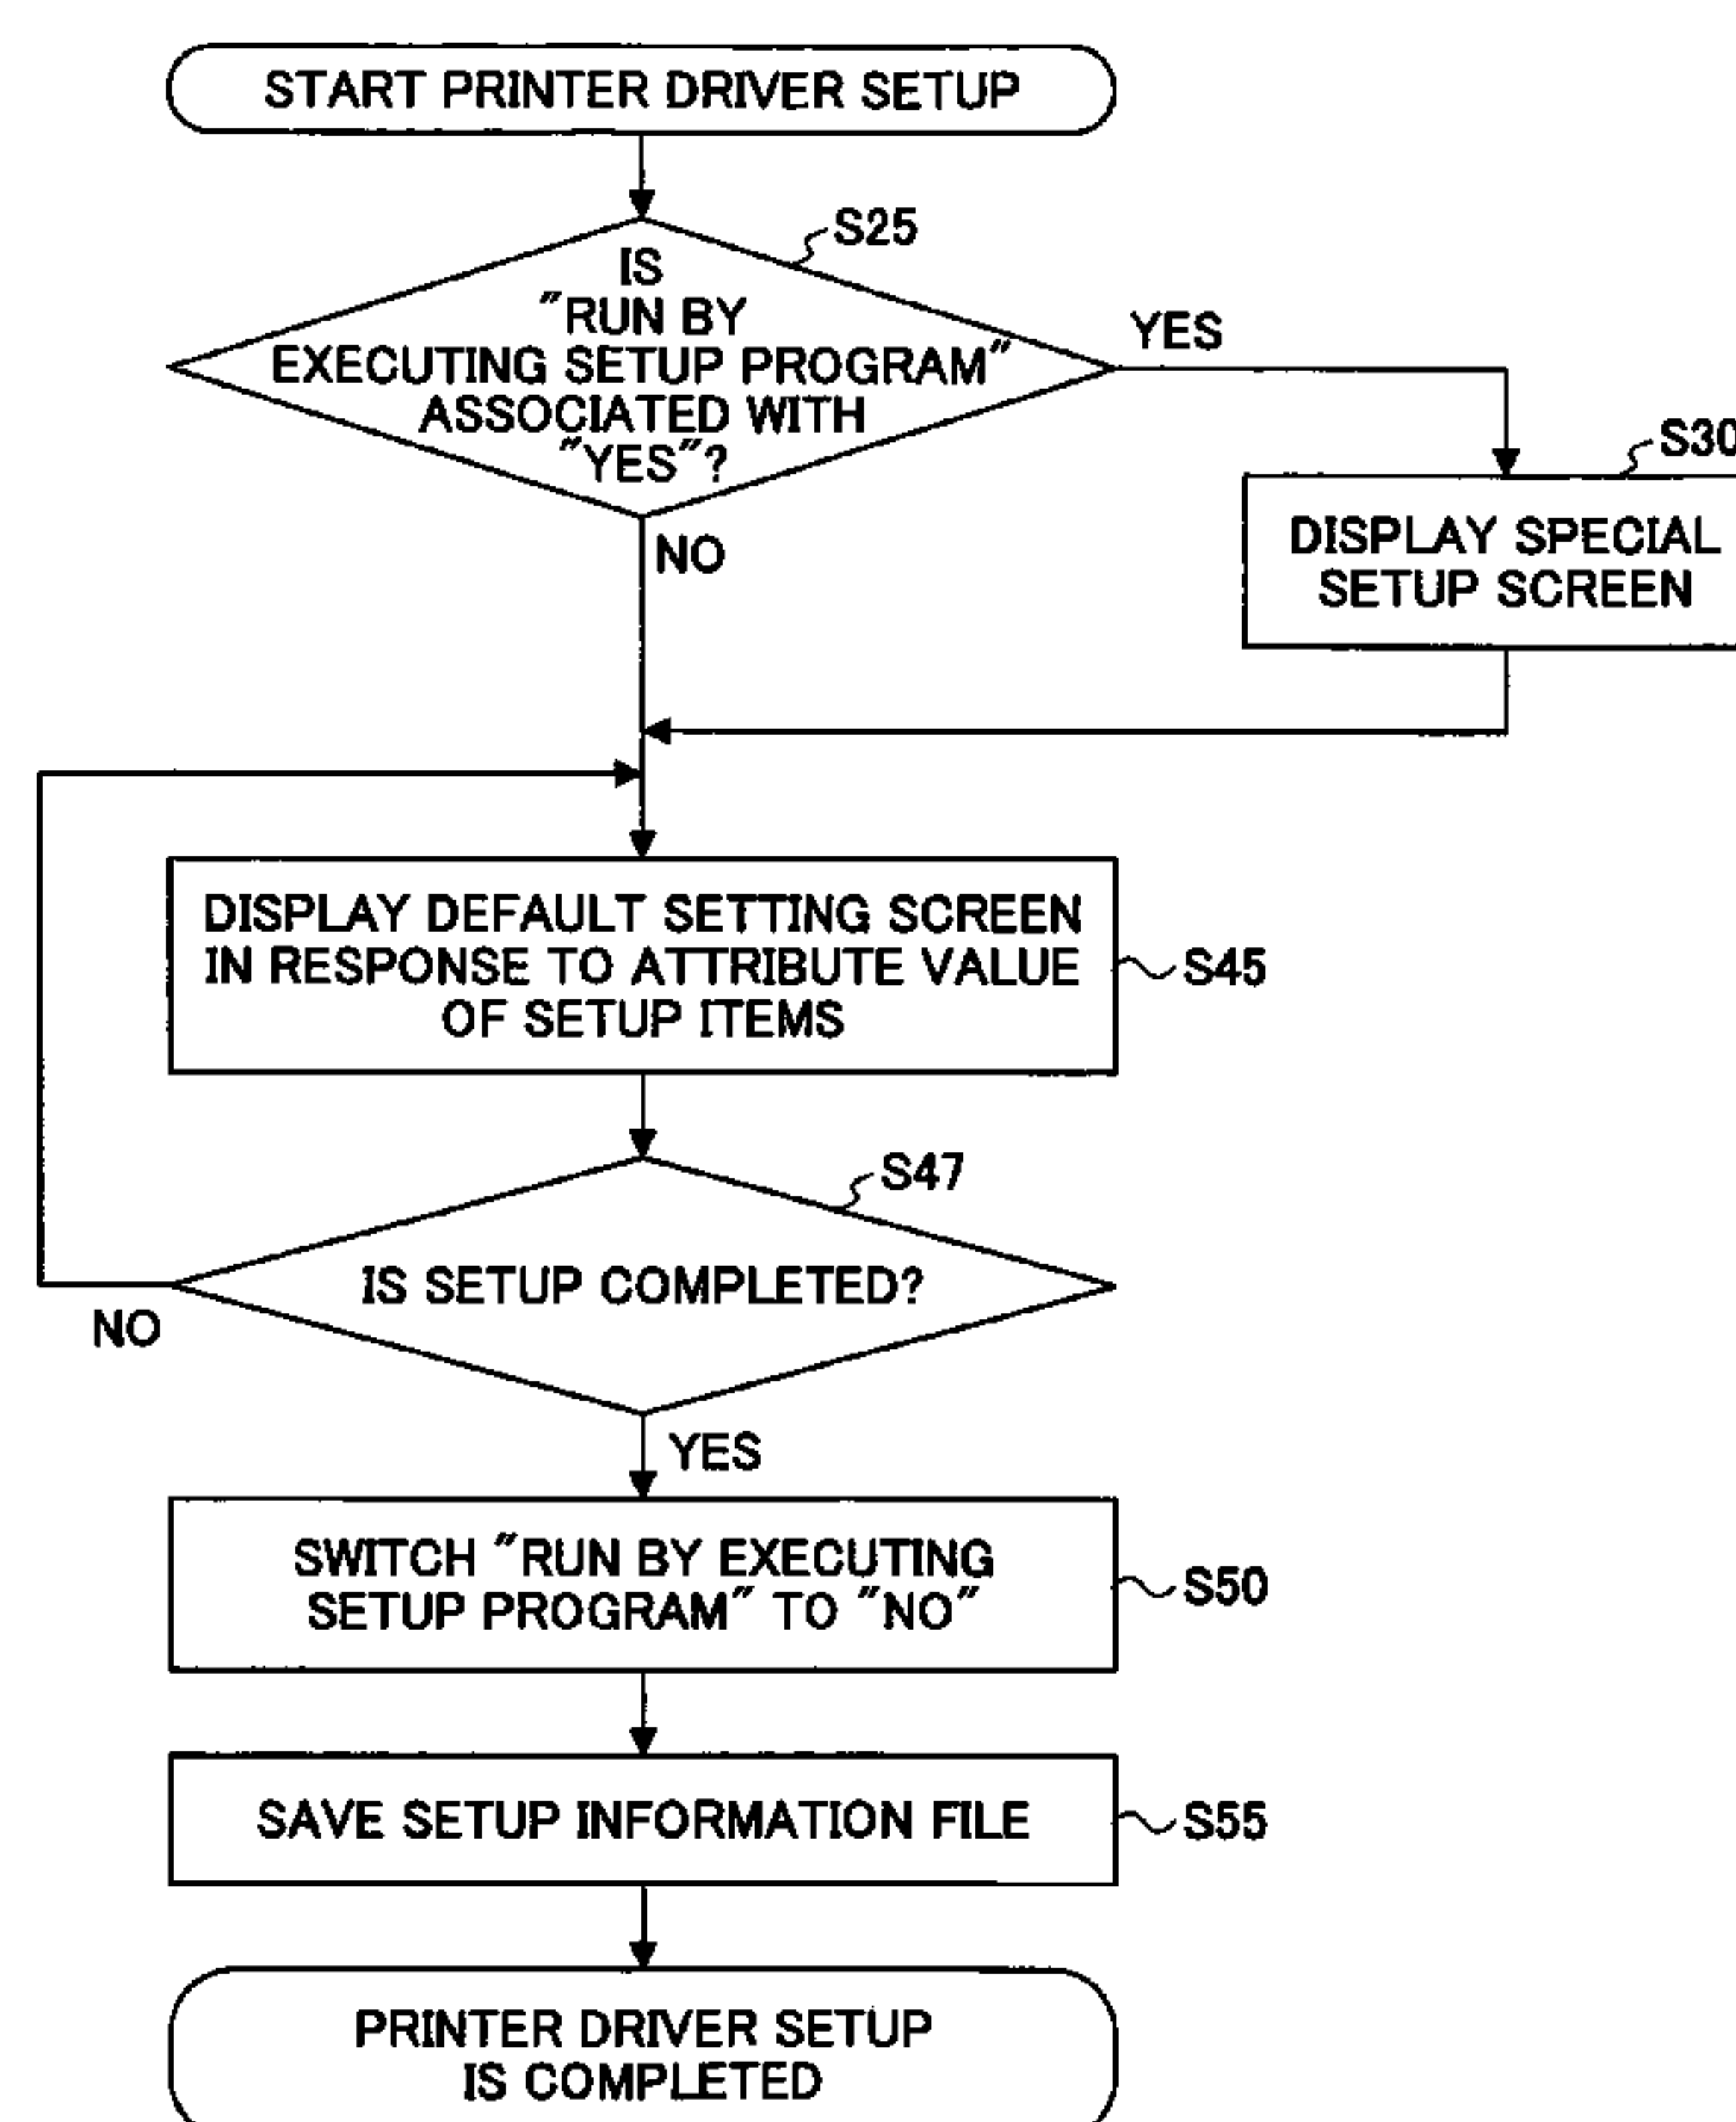 START PRINTER DRIVER SETUP
S25
IS
"RUN BY
EXECUTING SETUP PROGRAM"
ASSOCIATED WITH
"YES"?
YES
NO
S30
DISPLAY SPECIAL
SETUP SCREEN
DISPLAY DEFAULT SETTING SCREEN
IN RESPONSE TO ATTRIBUTE VALUE
OF SETUP ITEMS
S45
S47
IS SETUP COMPLETED?
NO
YES
SWITCH "RUN BY EXECUTING
SETUP PROGRAM" TO "NO"
S50
SAVE SETUP INFORMATION FILE
S55
PRINTER DRIVER SETUP
IS COMPLETED